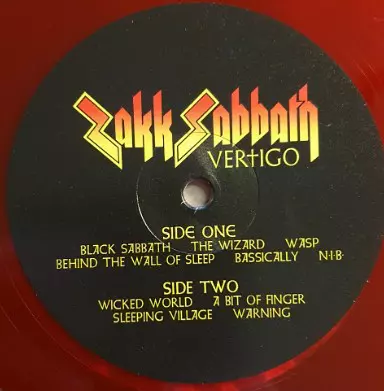 Zakk Sabbath
VERTIGO
SIDE ONE
BLACK SABBATH THE WIZARD WASP
BEHIND THE WALL OF SLEEP BASSICALLY N·I·B·
SIDE TWO
WICKED WORLD A BIT OF FINGER
SLEEPING VILLAGE WARNING